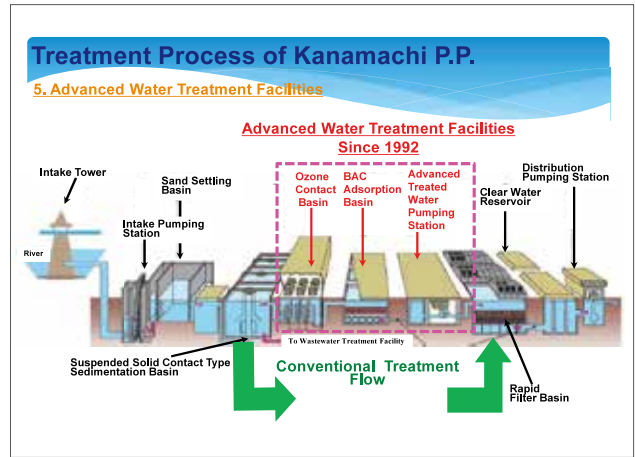 Treatment Process of Kanamachi P.P.
5. Advanced Water Treatment Facilities
Advanced Water Treatment Facilities
Since 1992
Intake Tower
Sand Settling
Basin
Intake Pumping
Station
River
Ozone
Contact
Basin
BAC
Adsorption
Basin
Advanced
Treated
Water
Pumping
Station
Distribution
Pumping Station
Clear Water
Reservoir
To Wastewater Treatment Facility
Suspended Solid Contact Type
Sedimentation Basin
Conventional Treatment
Flow
Rapid
Filter Basin